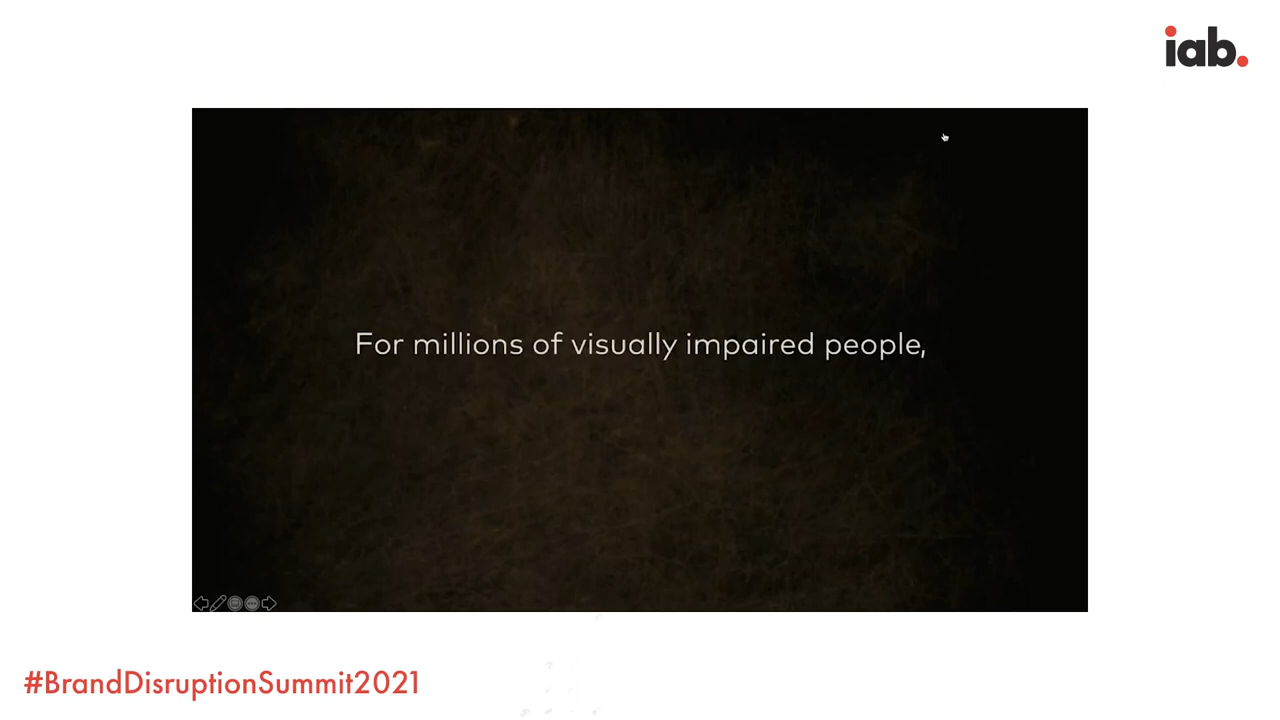 iab.
For millions of visually impaired people,
#BrandDisruptionSummit2021